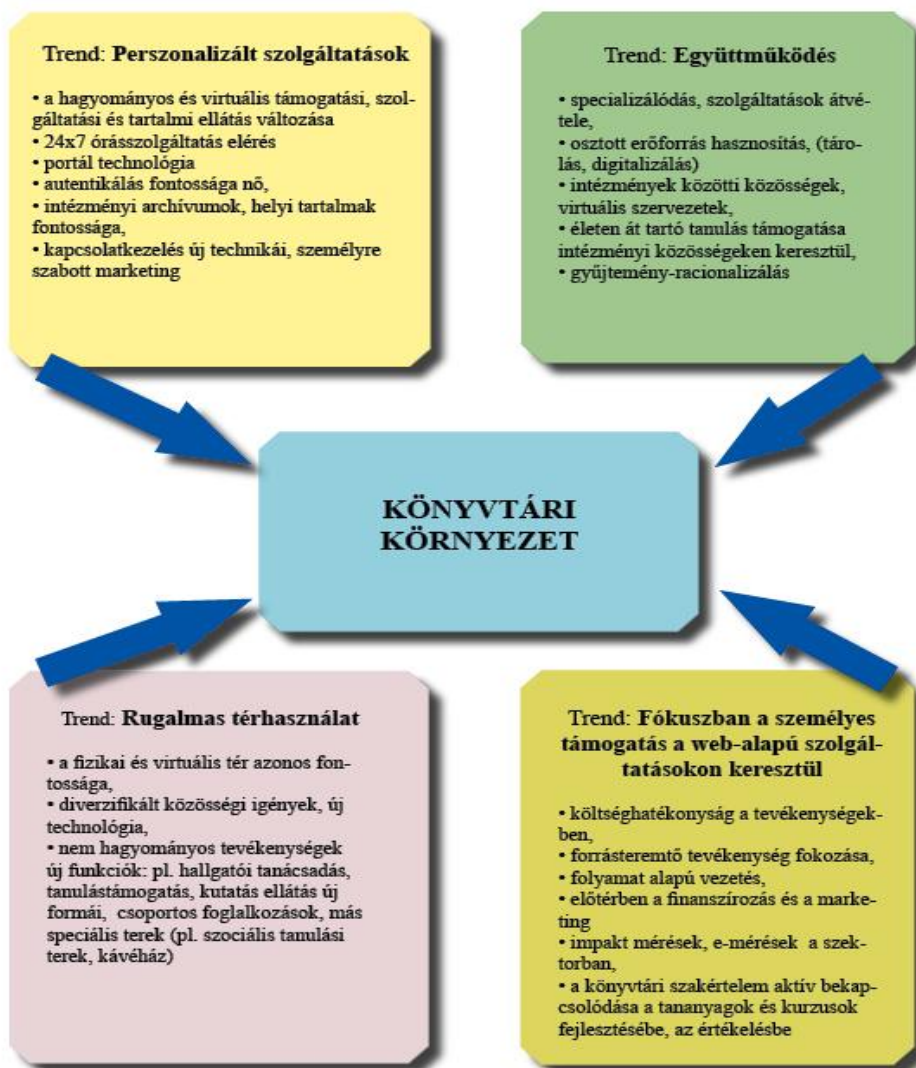 Trend: Perszonalizált szolgáltatások
• a hagyományos és virtuális támogatási, szol-
gáltatási és tartalmi ellátás változása
• 24x7 órásszolgáltatás elérés
• portál technológia
• autentikálás fontossága nő,
• intézményi archívumok, helyi tartalmak
fontossága,
• kapcsolatkezelés új technikái, személyre
szabott marketing
Trend: Együttműködés
• specializálódás, szolgáltatások átvé-
tele,
• osztott erőforrás hasznosítás, (táro-
lás, digitalizálás)
• intézmények közötti közösségek,
virtuális szervezetek,
• életen át tartó tanulás támogatása
intézményi közösségeken keresztül,
• gyűjtemény-racionalizálás
KÖNYVTÁRI
KÖRNYEZET
Trend: Rugalmas térhasználat
• a fizikai és virtuális tér azonos fon-
tossága,
• diverzifikált közösségi igények, új
technológia,
• nem hagyományos tevékenységek
új funkciók: pl. hallgatói tanácsadás,
tanulástámogatás, kutatás ellátás új
formái, csoportos foglalkozások, más
speciális terek (pl. szociális tanulási
terek, kávéház)
Trend: Fókuszban a személyes
támogatás a web-alapú szolgál-
tatásokon keresztül
• költséghatékonyság a tevékenységek-
ben,
• forrásteremtő tevékenység fokozása,
• folyamat alapú vezetés,
• előtérben a finanszírozás és a marke-
ting
• impakt mérések, e-mérések a szek-
torban,
• a könyvtári szakértelem aktív bekap-
csolódása a tananyagok és kurzusok
fejlesztésébe, az értékelésbe